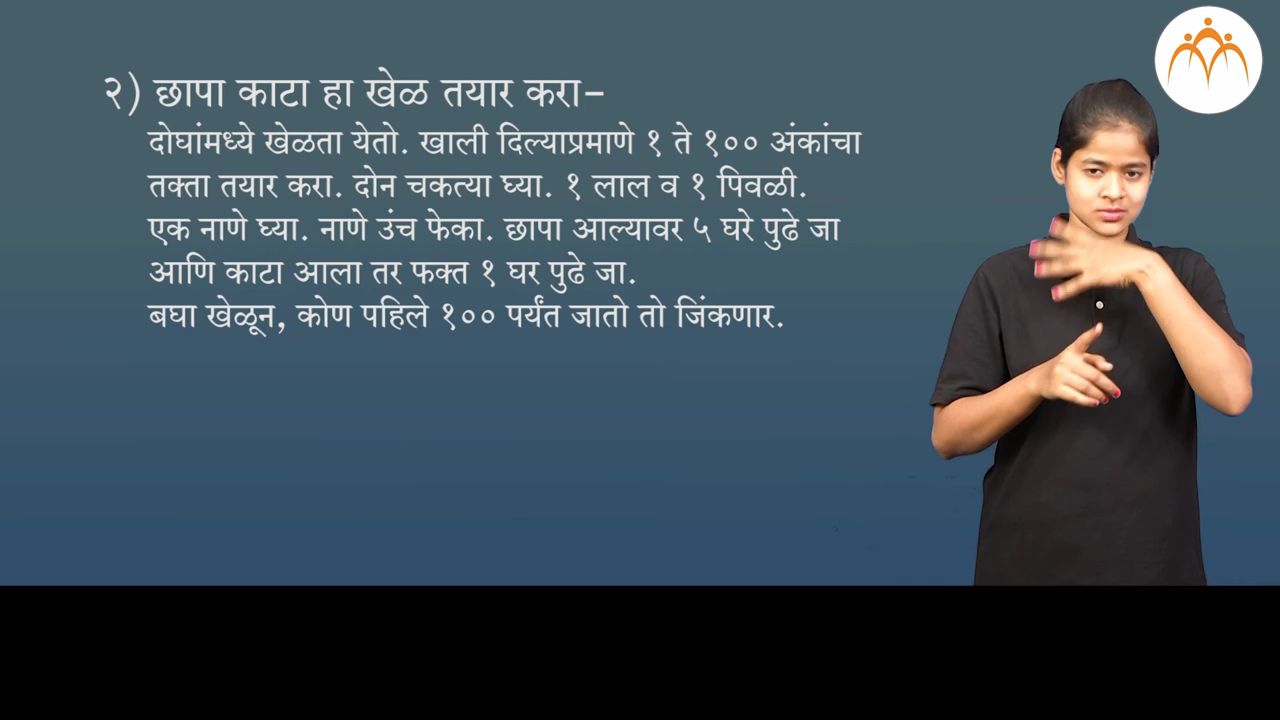 २) छापा काटा हा खेळ तयार करा–
दोघांमध्ये खेळता येतो. खाली दिल्याप्रमाणे १ ते १०० अंकांचा
तक्ता तयार करा. दोन चकत्या घ्या. १ लाल व १ पिवळी.
एक नाणे घ्या. नाणे उंच फेका. छापा आल्यावर ५ घरे पुढे जा
आणि काटा आला तर फक्त १ घर पुढे जा.
बघा खेळून, कोण पहिले १०० पर्यंत जातो तो जिंकणार.